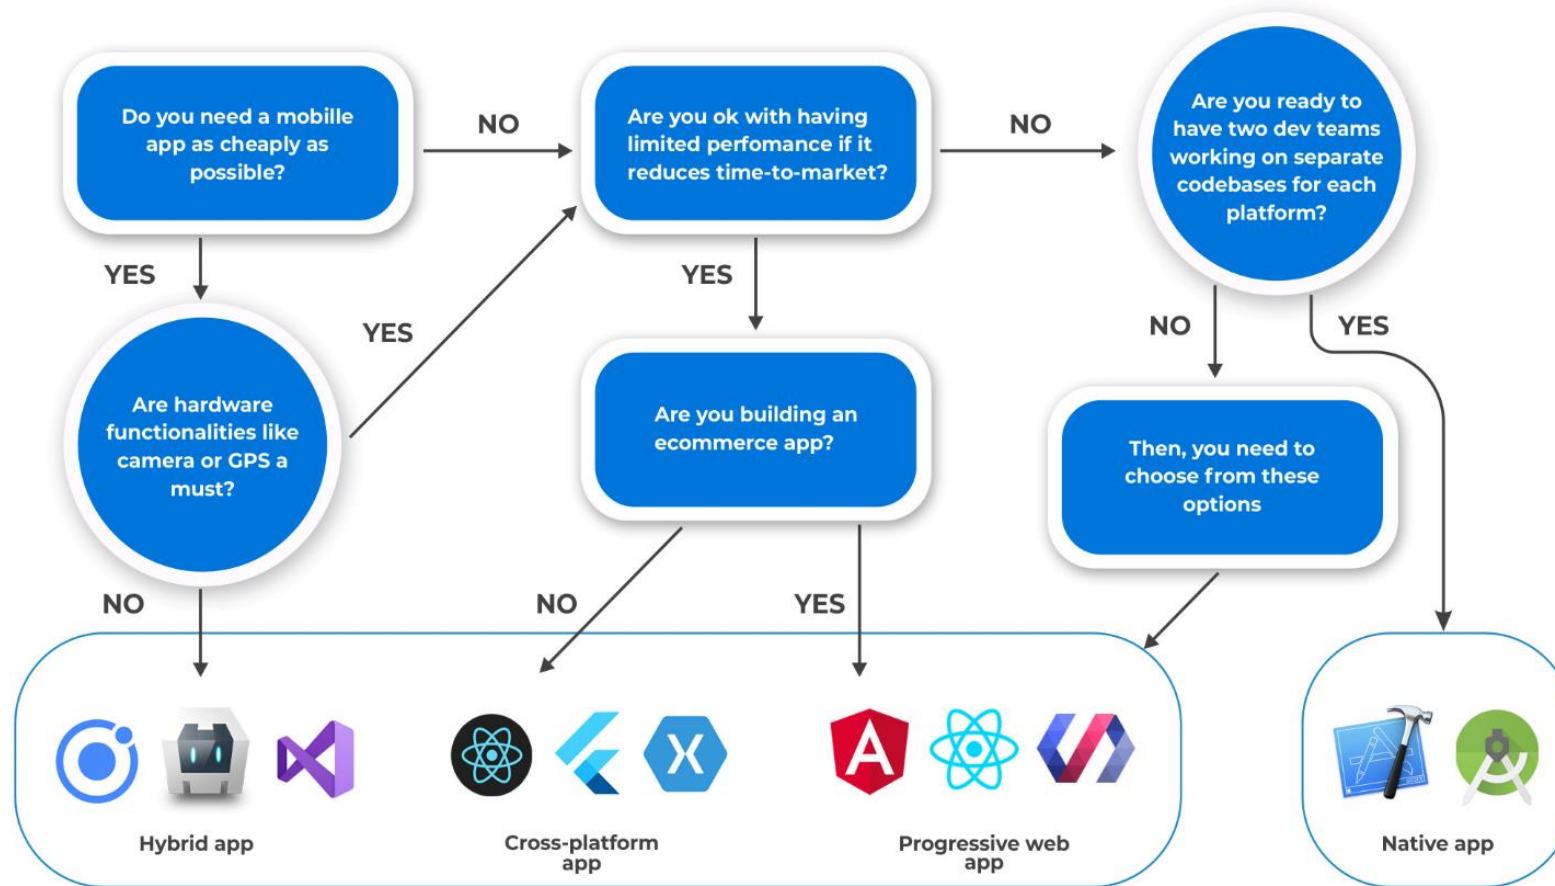 Do you need a mobille
app as cheaply as
possible?
NO
Are you ok with having
limited perfomance if it
reduces time-to-market?
NO
Are you ready to
have two dev teams
working on separate
codebases for each
platform?
YES
YES
YES
NO
YES
Are hardware
functionalities like
camera or GPS a
must?
Are you building an
ecommerce app?
Then, you need to
choose from these
options
NO
NO
YES
Hybrid app
Cross-platform
app
Progressive web
app
Native app